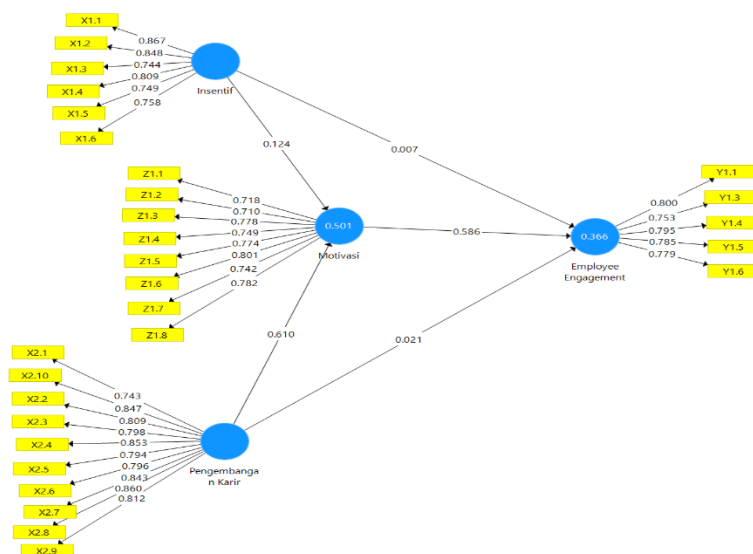 X1.1
X1.2
X1.3
X1.4
X1.5
X1.6
0.867
0.848
0.744
0.809
0.749
0.758
Insentif
0.124
0.007
Z1.1
Z1.2
Z1.3
Z1.4
Z1.5
Z1.6
Z1.7
Z1.8
0.718
0.710
0.778
0.749
0.774
0.801
0.742
0.782
0.501
Motivasi
0.586
0.366
Employee
Engagement
0.800
0.753
0.795
0.785
0.779
Y1.1
Y1.3
Y1.4
Y1.5
Y1.6
0.610
0.021
X2.1
X2.10
X2.2
X2.3
X2.4
X2.5
X2.6
X2.7
X2.8
X2.9
0.743
0.847
0.809
0.798
0.853
0.794
0.796
0.843
0.860
0.812
Pengembanga
n Karir